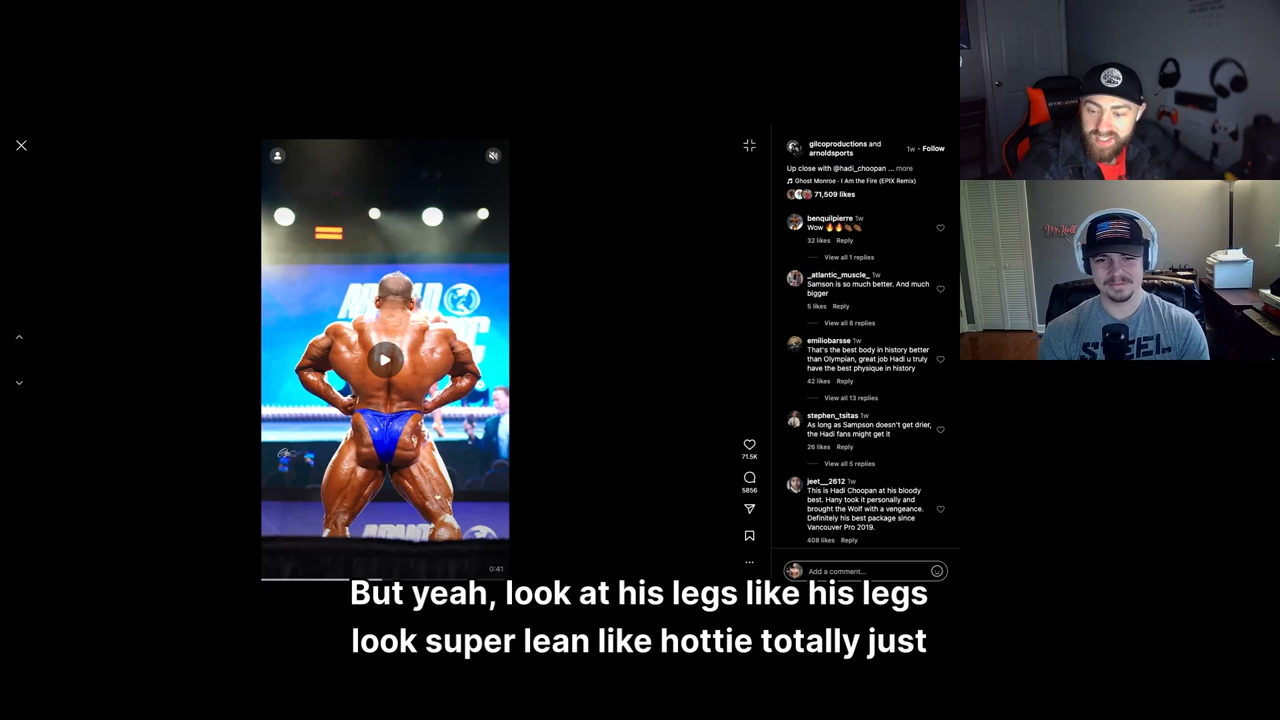 gilcoproductions and
arnoldsports
1w · Follow
Up close with @hadi_choopan ... more
Ghost Monroe · I Am the Fire (EPIX Remix)
71,509 likes
benquilpierre 1w
Wow 🔥🔥👏🏾👏🏾
32 likes Reply
View all 1 replies
_atlantic_muscle_ 1w
Samson is so much better. And much
bigger
5 likes Reply
View all 8 replies
emiliobarsse 1w
That's the best body in history better
than Olympian, great job Hadi u truly
have the best physique in history
42 likes Reply
View all 13 replies
stephen_tsitas 1w
As long as Sampson doesn't get drier,
the Hadi fans might get it
26 likes Reply
View all 5 replies
jeet__2612 1w
This is Hadi Choopan at his bloody
best. Hany took it personally and
brought the Wolf with a vengeance.
Definitely his best package since
Vancouver Pro 2019.
408 likes Reply
Add a comment...
71.5K
5856
0:41
STEEL
But yeah, look at his legs like his legs
look super lean like hottie totally just